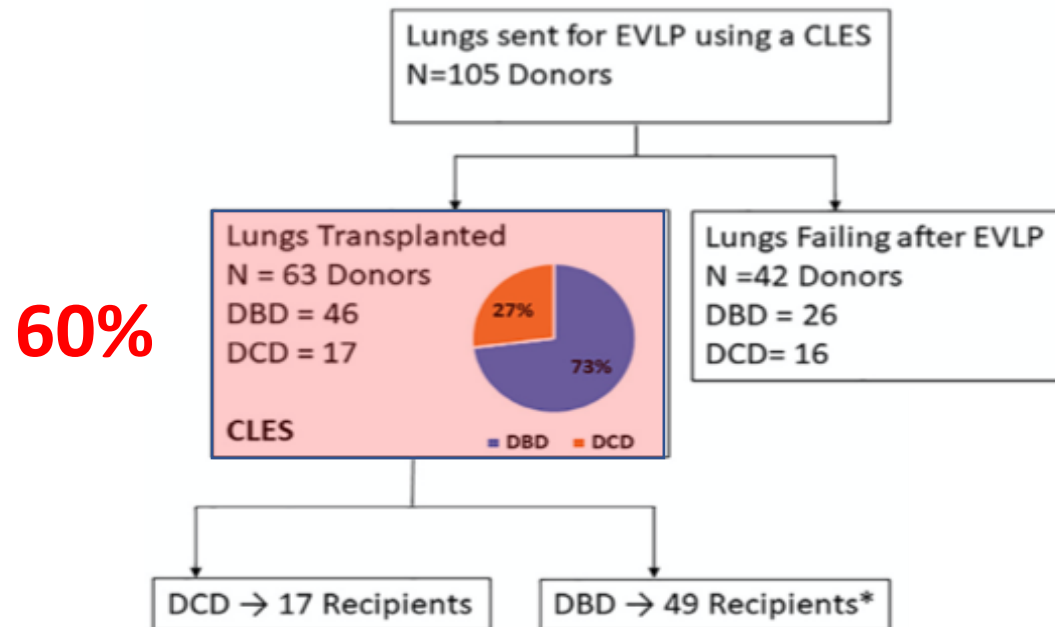 Lungs sent for EVLP using a CLES
N=105 Donors
60%
Lungs Transplanted
N = 63 Donors
DBD = 46
DCD = 17
CLES
27%
73%
DBD DCD
Lungs Failing after EVLP
N =42 Donors
DBD = 26
DCD= 16
DCD → 17 Recipients
DBD → 49 Recipients*